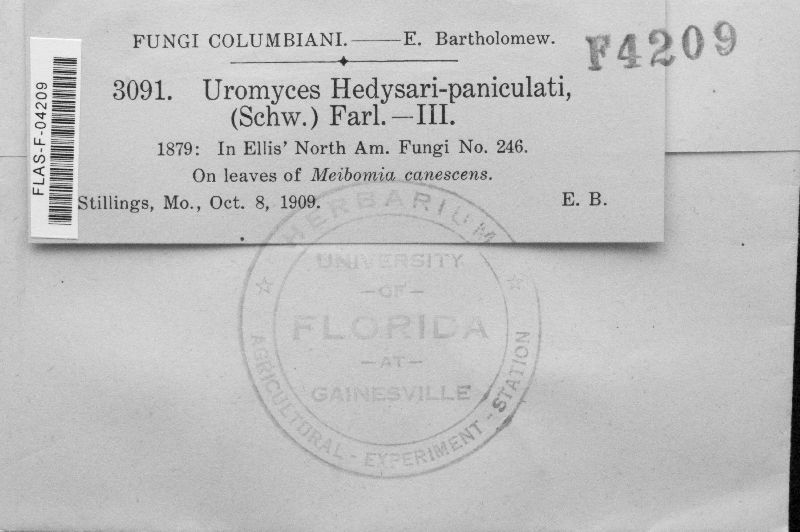 FUNGI COLUMBIANI.——E. Bartholomew.
F4209
3091. Uromyces Hedysari-paniculati,
(Schw.) Farl.—III.
1879: In Ellis' North Am. Fungi No. 246.
On leaves of Meibomia canescens.
Stillings, Mo., Oct. 8, 1909.
E. B.
FLAS-F-04209
HERBARIUM
UNIVERSITY
—OF—
FLORIDA
—AT—
GAINESVILLE
AGRICULTURAL - EXPERIMENT - STATION